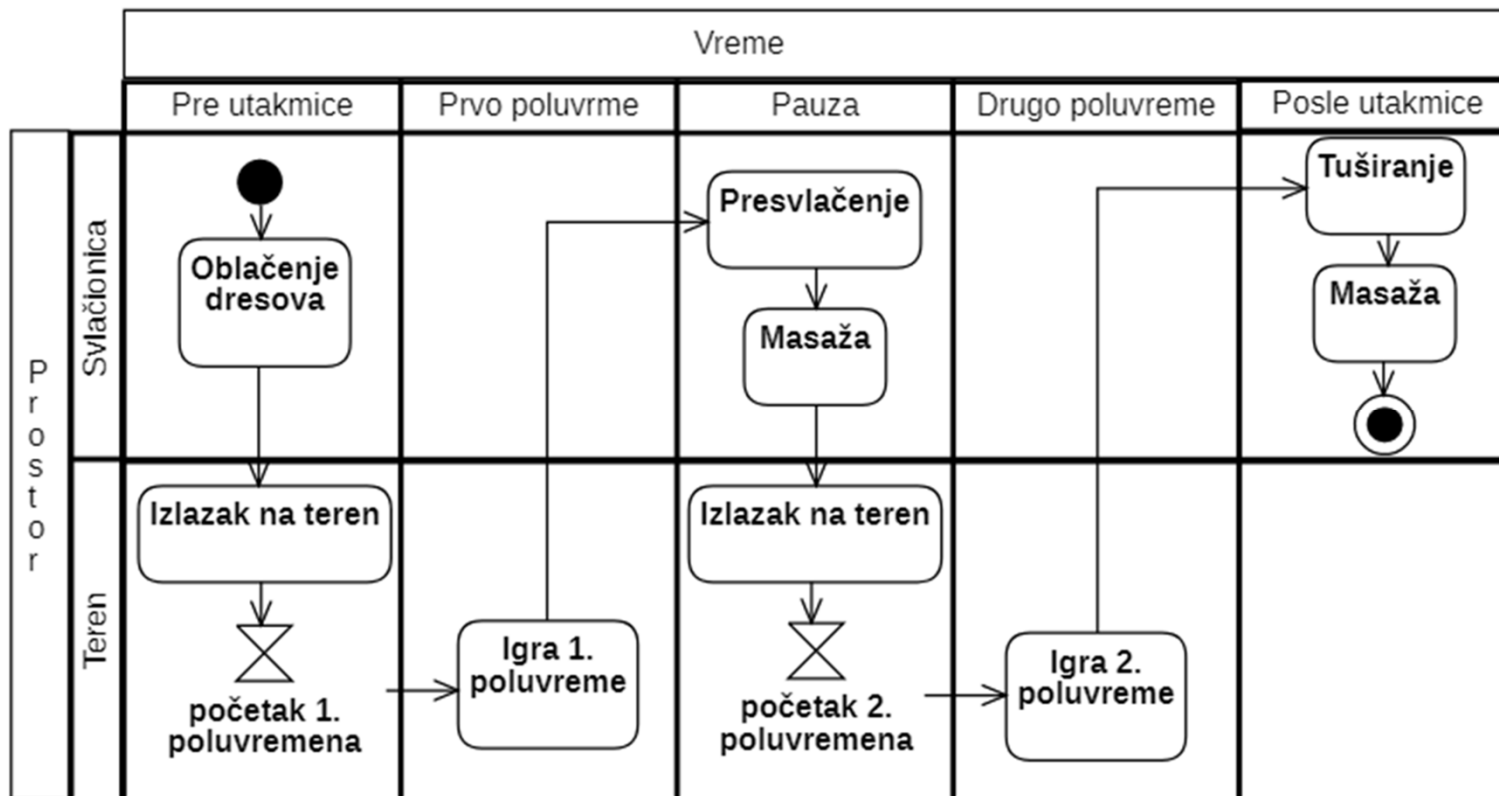 Vreme
Pre utakmice
Prvo poluvrme
Pauza
Drugo poluvreme
Posle utakmice
Prostor
Svlačionica
Oblačenje
dresova
Presvlačenje
Masaža
Tuširanje
Masaža
Teren
Izlazak na teren
početak 1.
poluvremena
Igra 1.
poluvreme
Izlazak na teren
početak 2.
poluvremena
Igra 2.
poluvreme